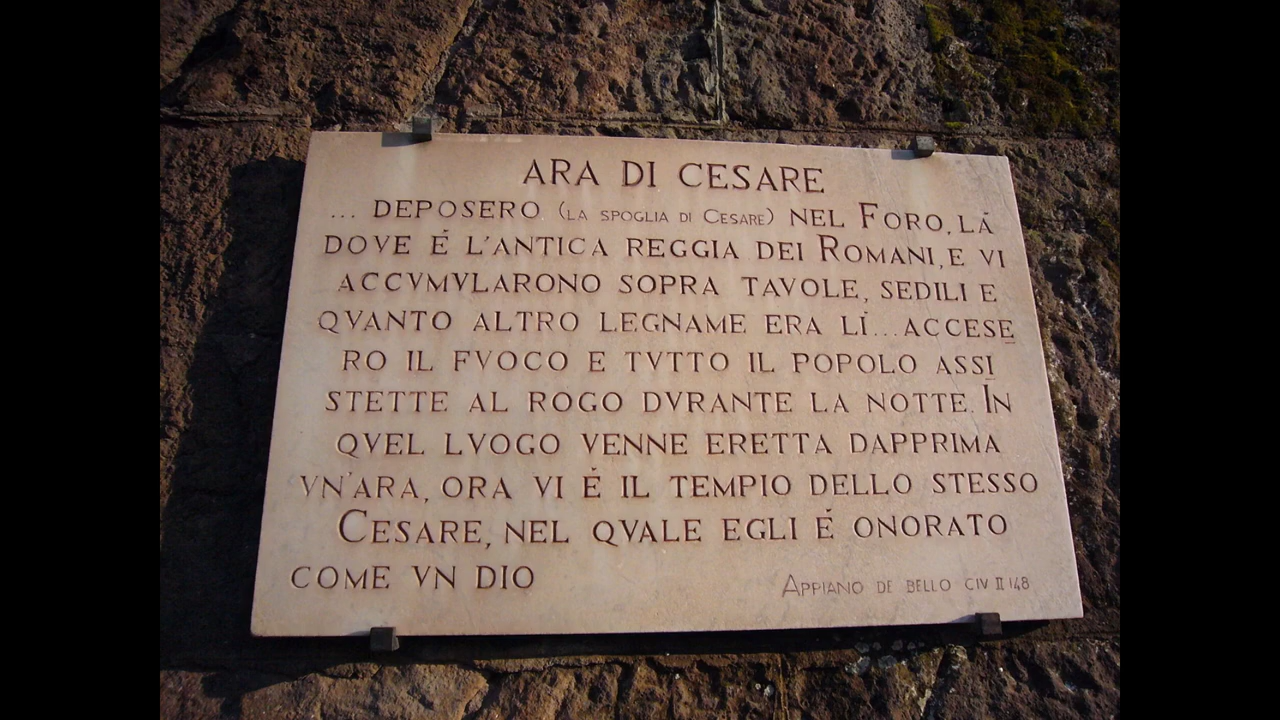 ARA DI CESARE
... DEPOSERO (LA SPOGLIA DI CESARE) NEL FORO, LÁ
DOVE É L'ANTICA REGGIA DEI ROMANI, E VI
ACCVMVLARONO SOPRA TAVOLE, SEDILI E
QVANTO ALTRO LEGNAME ERA LÍ... ACCESE
RO IL FVOCO E TVTTO IL POPOLO ASSI
STETTE AL ROGO DVRANTE LA NOTTE. IN
QVEL LVOGO VENNE ERETTA DAPPRIMA
VN'ARA, ORA VI É IL TEMPIO DELLO STESSO
CESARE, NEL QVALE EGLI É ONORATO
COME VN DIO
APPIANO DE BELLO CIV II 148